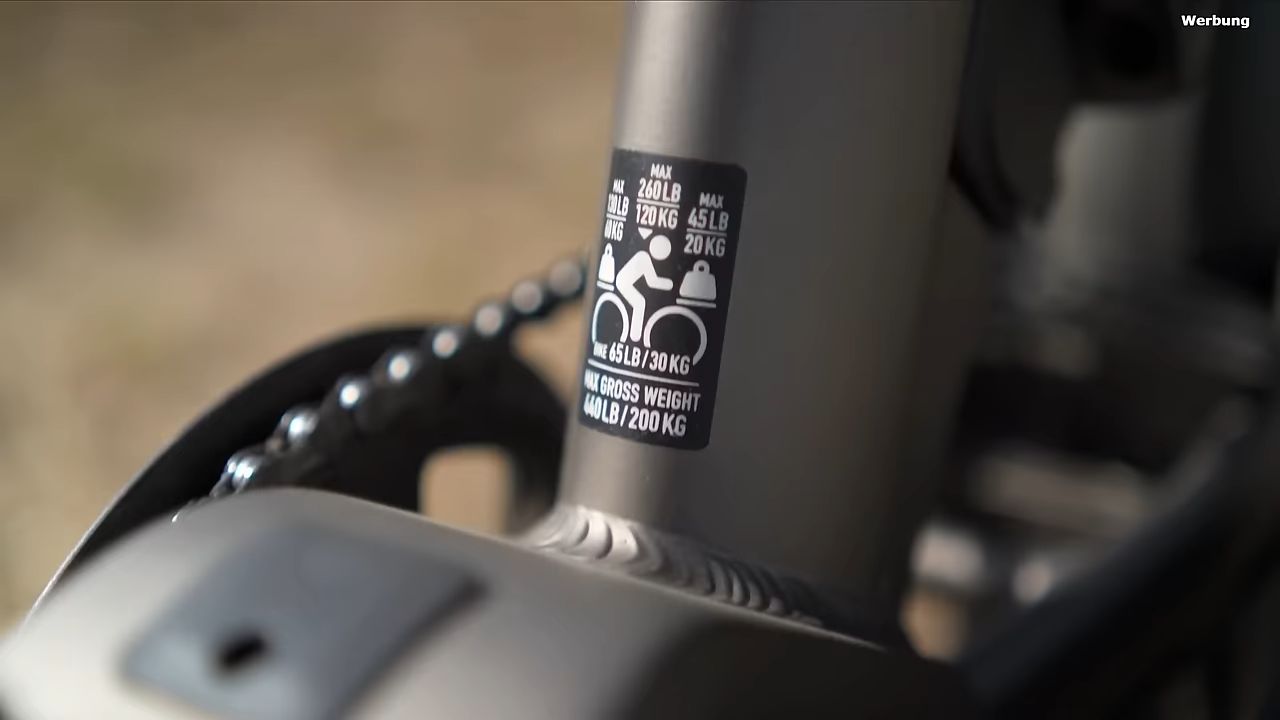 Werbung
MAX
260 LB
120 KG
MAX
LB
KG
MAX
45 LB
20 KG
65 LB / 30 KG
MAX GROSS WEIGHT
440 LB / 200 KG